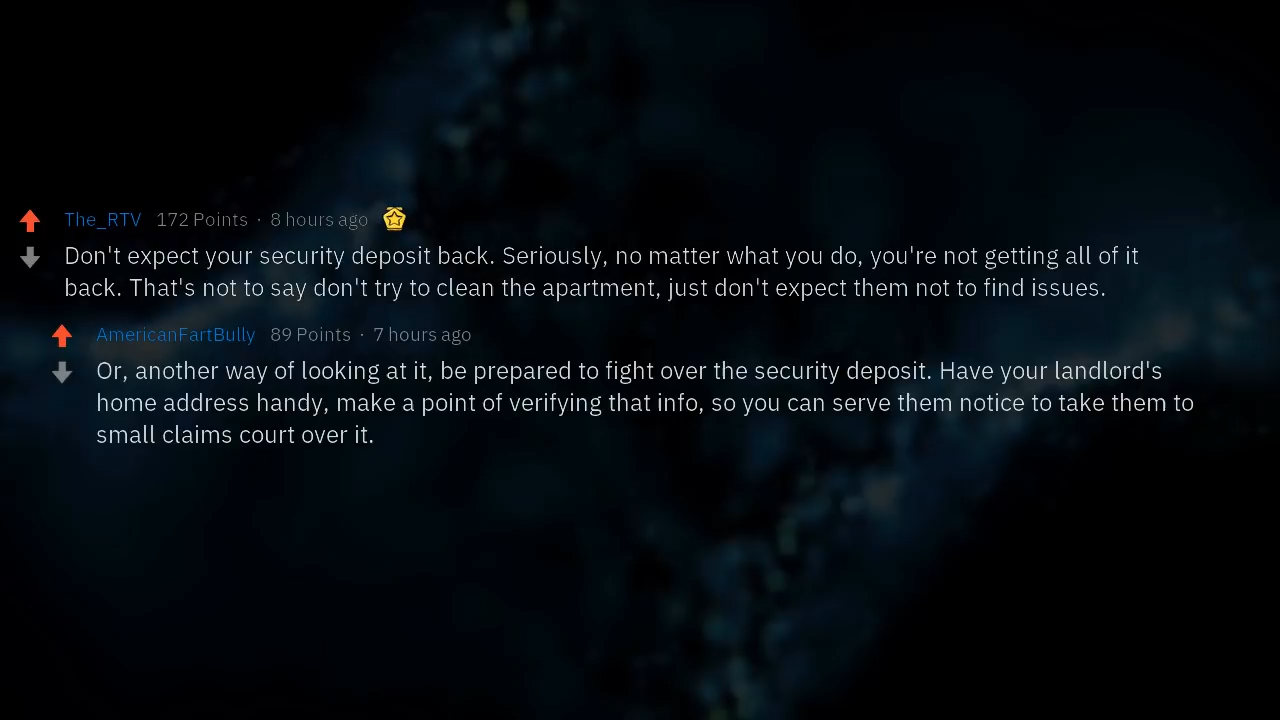 The_RTV 172 Points · 8 hours ago
Don't expect your security deposit back. Seriously, no matter what you do, you're not getting all of it
back. That's not to say don't try to clean the apartment, just don't expect them not to find issues.
AmericanFartBully 89 Points · 7 hours ago
Or, another way of looking at it, be prepared to fight over the security deposit. Have your landlord's
home address handy, make a point of verifying that info, so you can serve them notice to take them to
small claims court over it.